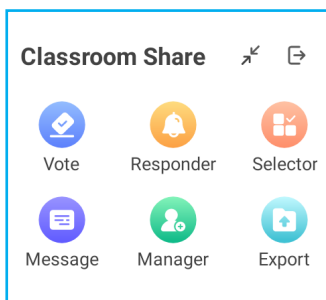 Classroom Share
Vote Responder Selector
Message Manager Export